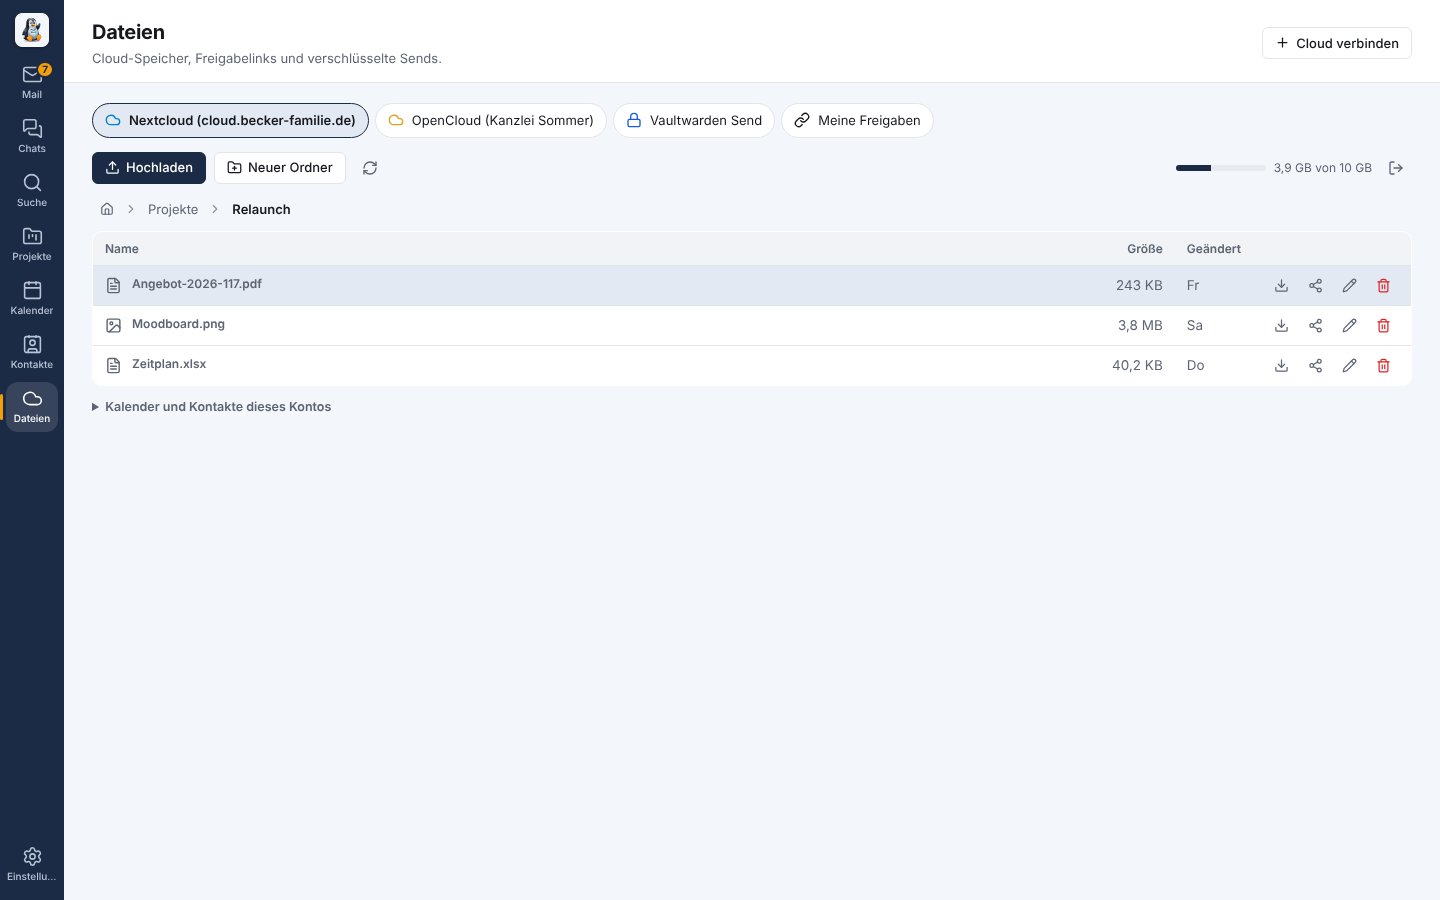 Dateien
Cloud-Speicher, Freigabelinks und verschlüsselte Sends.
Cloud verbinden
7
Mail
Chats
Suche
Projekte
Kalender
Kontakte
Dateien
Einstellu...
Nextcloud (cloud.becker-familie.de)
OpenCloud (Kanzlei Sommer)
Vaultwarden Send
Meine Freigaben
Hochladen
Neuer Ordner
3,9 GB von 10 GB
Projekte
Relaunch
Name Größe Geändert
Angebot-2026-117.pdf 243 KB Fr
Moodboard.png 3,8 MB Sa
Zeitplan.xlsx 40,2 KB Do
Kalender und Kontakte dieses Kontos